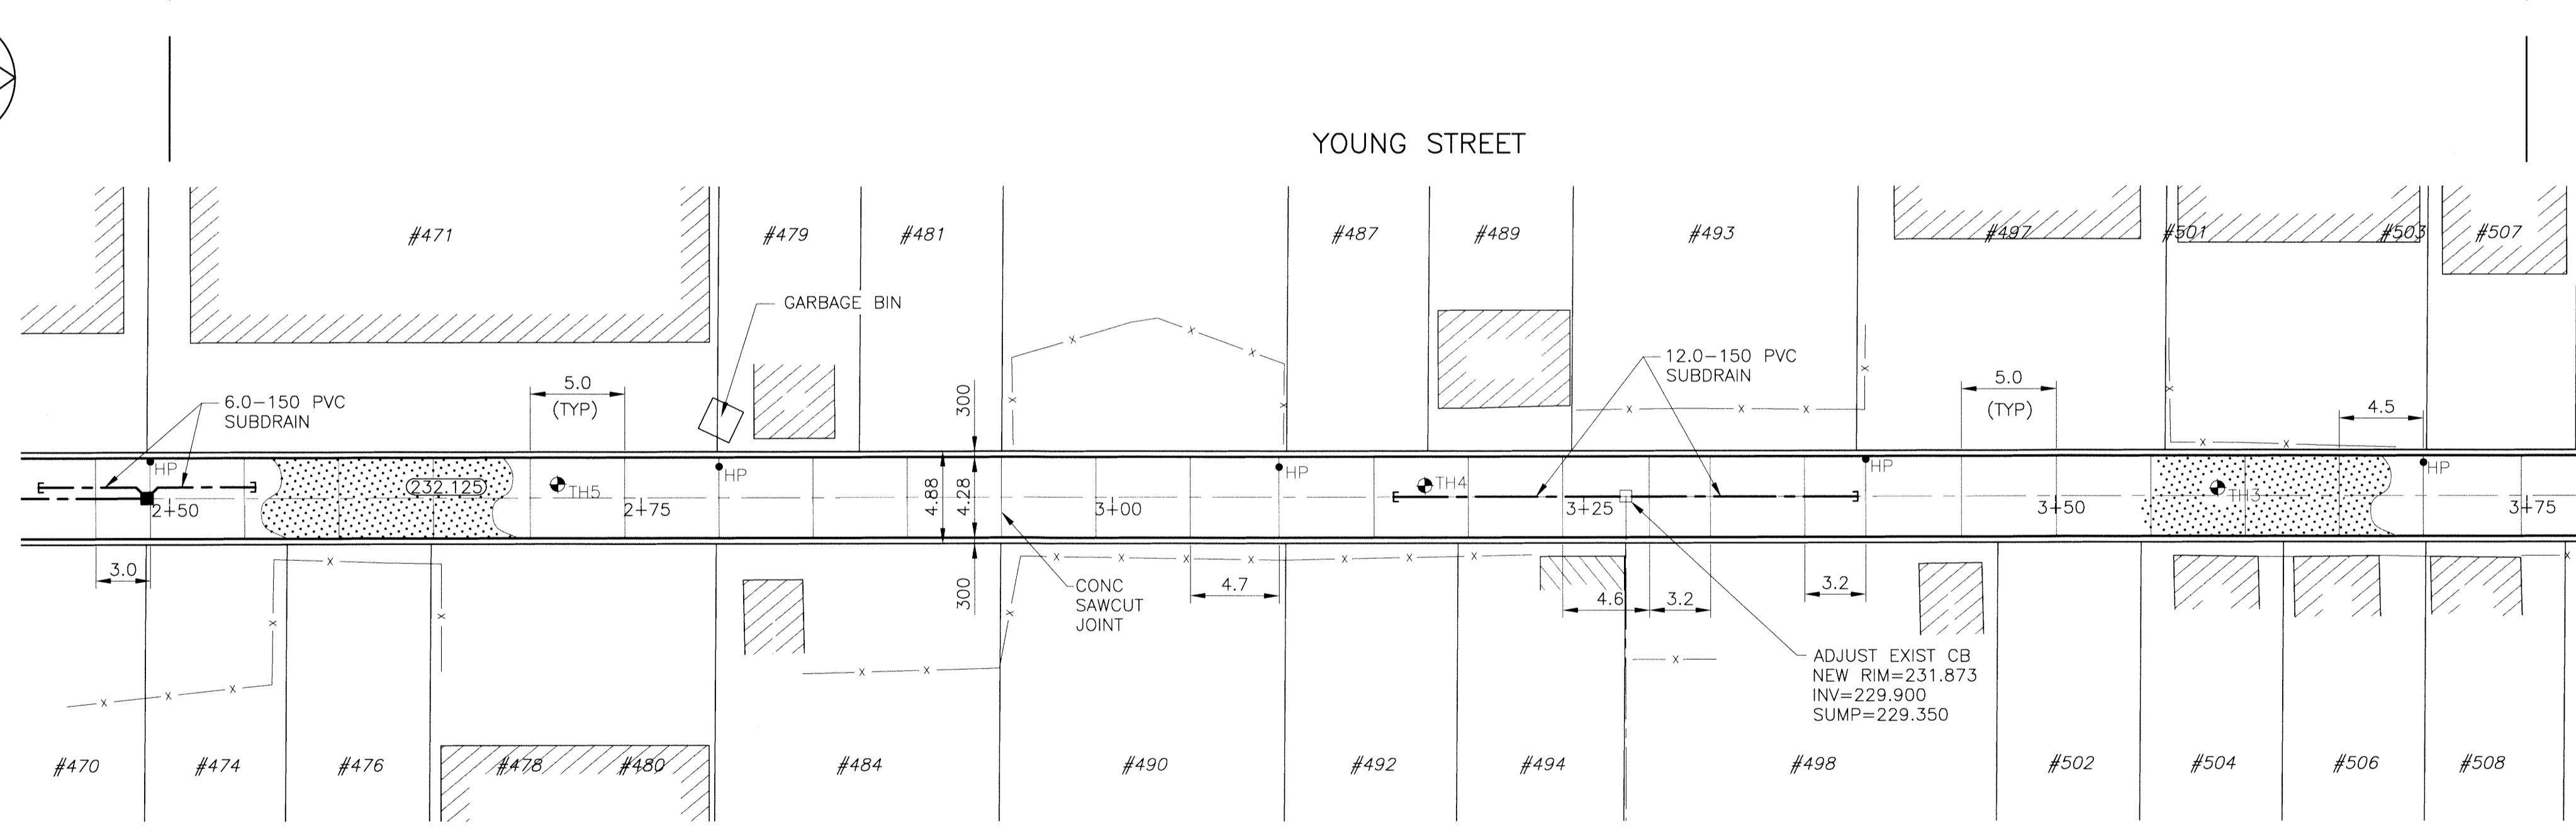 YOUNG STREET
#471
#479
#481
#487
#489
#493
#497
#501
#503
#507
GARBAGE BIN
6.0-150 PVC
SUBDRAIN
5.0
(TYP)
300
12.0-150 PVC
SUBDRAIN
5.0
(TYP)
4.5
HP
232.125
TH5
HP
HP
TH4
HP
TH3
HP
2+50
2+75
4.88
4.28
3+00
3+25
3+50
3+75
3.0
300
CONC
SAWCUT
JOINT
4.7
4.6
3.2
3.2
ADJUST EXIST CB
NEW RIM=231.873
INV=229.900
SUMP=229.350
#470
#474
#476
#478
#480
#484
#490
#492
#494
#498
#502
#504
#506
#508